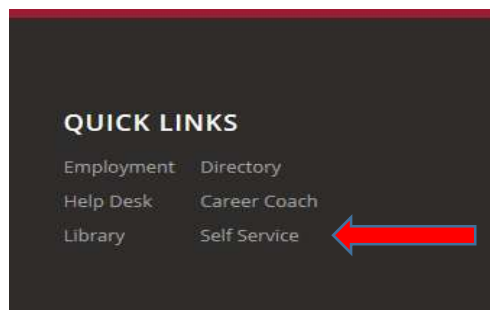 QUICK LINKS
Employment Directory
Help Desk Career Coach
Library Self Service